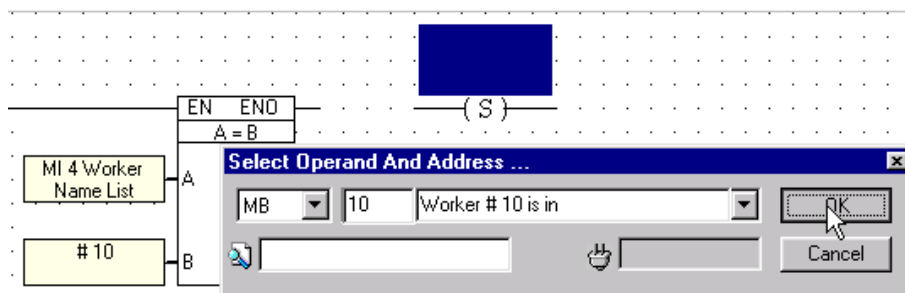 ( S )
EN ENO
A = B
MI 4 Worker
Name List
A
# 10
B
Select Operand And Address ...
MB 10 Worker # 10 is in
OK
Cancel